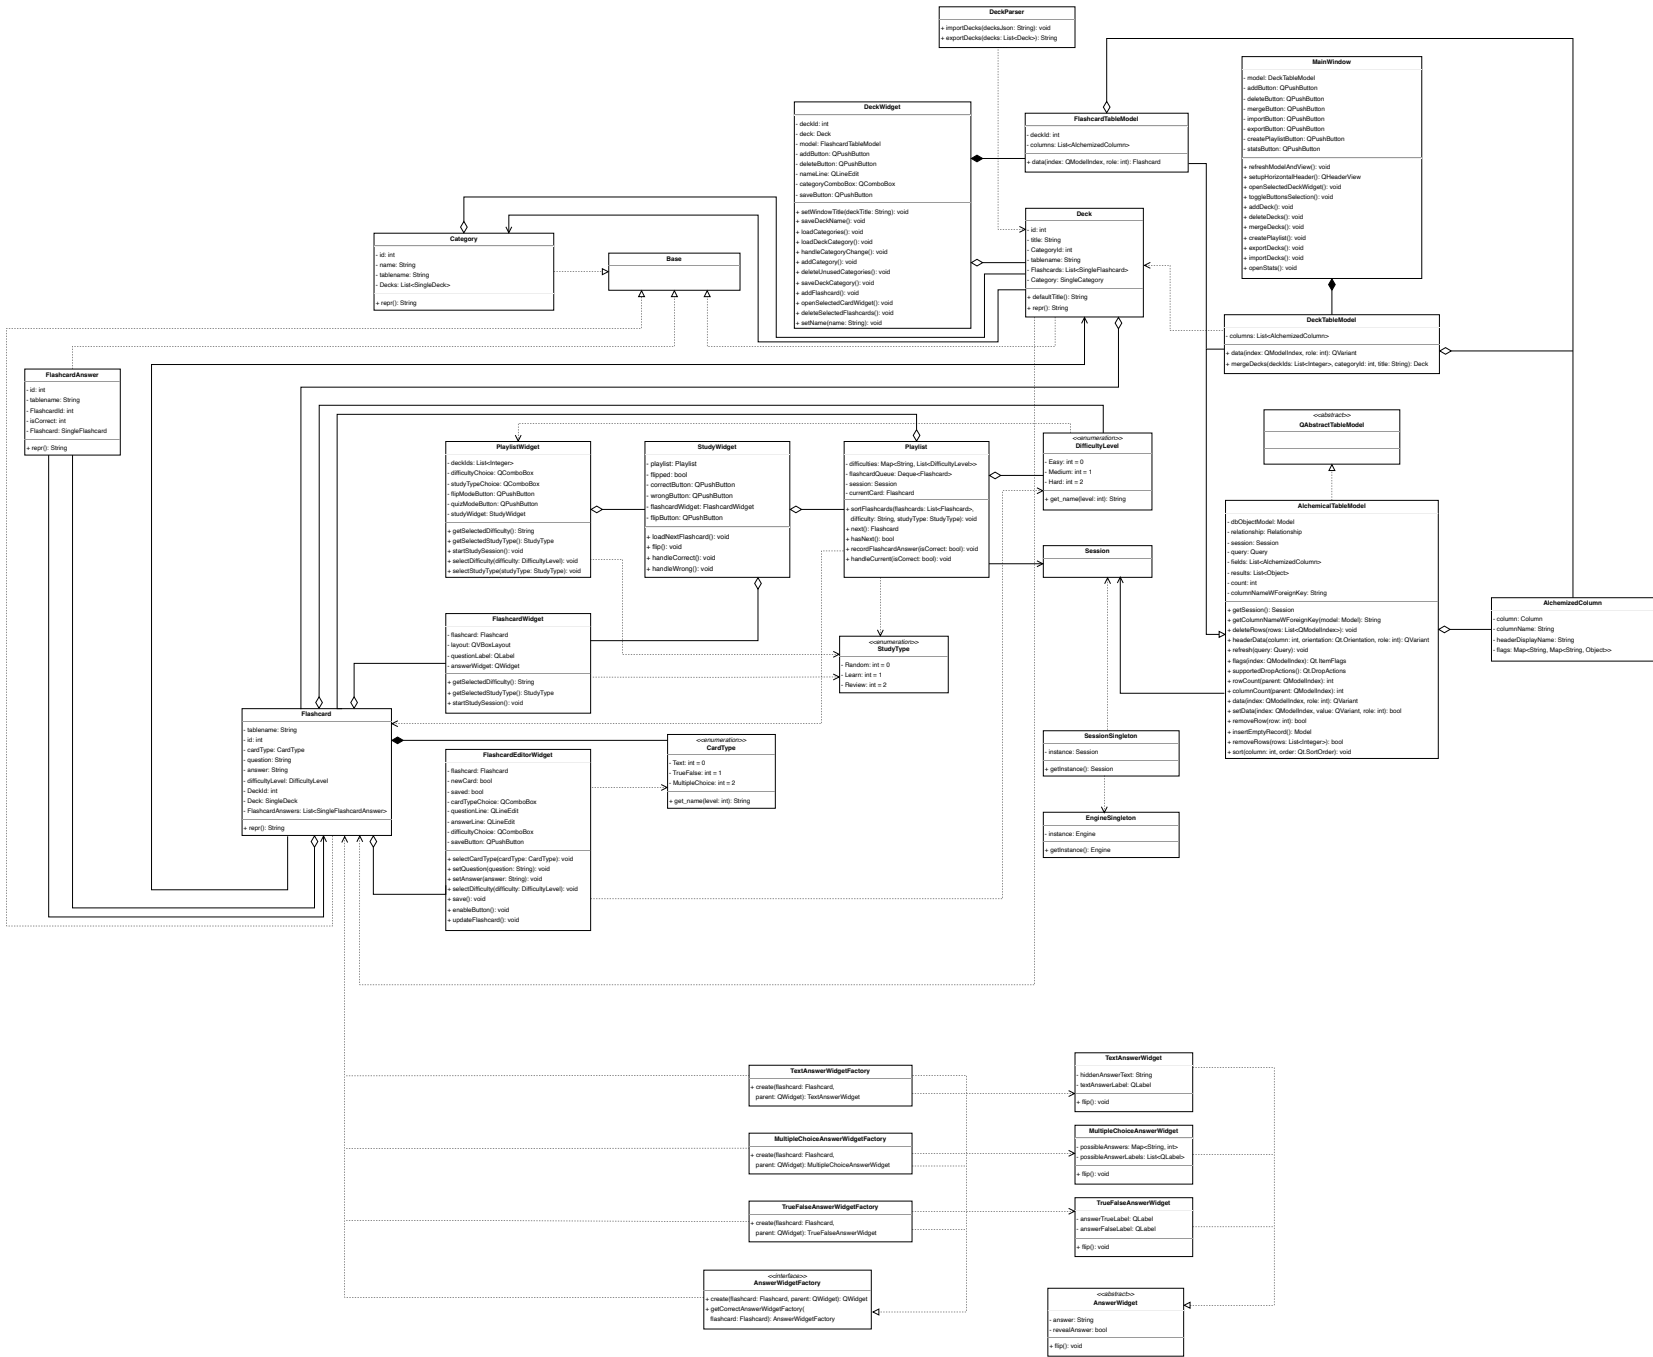 DeckParser
+ importDecks(decksJson: String): void
+ exportDecks(decks: List<Deck>): String
MainWindow
- model: DeckTableModel
- addButton: QPushButton
- deleteButton: QPushButton
- mergeButton: QPushButton
- importButton: QPushButton
- exportButton: QPushButton
- createPlaylistButton: QPushButton
- statsButton: QPushButton
+ refreshModelAndView(): void
+ setupHorizontalHeader(): QHeaderView
+ openSelectedDeckWidget(): void
+ toggleButtonsSelection(): void
+ addDeck(): void
+ deleteDecks(): void
+ mergeDecks(): void
+ createPlaylist(): void
+ exportDecks(): void
+ importDecks(): void
+ openStats(): void
DeckWidget
- deckId: int
- deck: Deck
- model: FlashcardTableModel
- addButton: QPushButton
- deleteButton: QPushButton
- nameLine: QLineEdit
- categoryComboBox: QComboBox
- saveButton: QPushButton
+ setWindowTitle(deckTitle: String): void
+ saveDeckName(): void
+ loadCategories(): void
+ loadDeckCategory(): void
+ handleCategoryChange(): void
+ addCategory(): void
+ deleteUnusedCategories(): void
+ saveDeckCategory(): void
+ addFlashcard(): void
+ openSelectedCardWidget(): void
+ deleteSelectedFlashcards(): void
+ setName(name: String): void
FlashcardTableModel
- deckId: int
- columns: List<AlchemizedColumn>
+ data(index: QModelIndex, role: int): Flashcard
Deck
- id: int
- title: String
- CategoryId: int
- tablename: String
- Flashcards: List<SingleFlashcard>
- Category: SingleCategory
+ defaultTitle(): String
+ repr(): String
Category
- id: int
- name: String
- tablename: String
- Decks: List<SingleDeck>
+ repr(): String
Base
DeckTableModel
- columns: List<AlchemizedColumn>
+ data(index: QModelIndex, role: int): QVariant
+ mergeDecks(deckIds: List<Integer>, categoryId: int, title: String): Deck
FlashcardAnswer
- id: int
- tablename: String
- FlashcardId: int
- isCorrect: int
- Flashcard: SingleFlashcard
+ repr(): String
<<abstract>>
QAbstractTableModel
PlaylistWidget
- deckIds: List<Integer>
- difficultyChoice: QComboBox
- studyTypeChoice: QComboBox
- flipModeButton: QPushButton
- quizModeButton: QPushButton
- studyWidget: StudyWidget
+ getSelectedDifficulty(): String
+ getSelectedStudyType(): StudyType
+ startStudySession(): void
+ selectDifficulty(difficulty: DifficultyLevel): void
+ selectStudyType(studyType: StudyType): void
StudyWidget
- playlist: Playlist
- flipped: bool
- correctButton: QPushButton
- wrongButton: QPushButton
- flashcardWidget: FlashcardWidget
- flipButton: QPushButton
+ loadNextFlashcard(): void
+ flip(): void
+ handleCorrect(): void
+ handleWrong(): void
Playlist
- difficulties: Map<String, List<DifficultyLevel>>
- flashcardQueue: Deque<Flashcard>
- session: Session
- currentCard: Flashcard
+ sortFlashcards(flashcards: List<Flashcard>,
difficulty: String, studyType: StudyType): void
+ next(): Flashcard
+ hasNext(): bool
+ recordFlashcardAnswer(isCorrect: bool): void
+ handleCurrent(isCorrect: bool): void
<<enumeration>>
DifficultyLevel
- Easy: int = 0
- Medium: int = 1
- Hard: int = 2
+ get_name(level: int): String
Session
AlchemicalTableModel
- dbObjectModel: Model
- relationship: Relationship
- session: Session
- query: Query
- fields: List<AlchemizedColumn>
- results: List<Object>
- count: int
- columnNameWForeignKey: String
+ getSession(): Session
+ getColumnNameWForeignKey(model: Model): String
+ deleteRows(rows: List<QModelIndex>): void
+ headerData(column: int, orientation: Qt.Orientation, role: int): QVariant
+ refresh(query: Query): void
+ flags(index: QModelIndex): Qt.ItemFlags
+ supportedDropActions(): Qt.DropActions
+ rowCount(parent: QModelIndex): int
+ columnCount(parent: QModelIndex): int
+ data(index: QModelIndex, role: int): QVariant
+ setData(index: QModelIndex, value: QVariant, role: int): bool
+ removeRow(row: int): bool
+ insertEmptyRecord(): Model
+ removeRows(rows: List<Integer>): bool
+ sort(column: int, order: Qt.SortOrder): void
AlchemizedColumn
- column: Column
- columnName: String
- headerDisplayName: String
- flags: Map<String, Map<String, Object>>
FlashcardWidget
- flashcard: Flashcard
- layout: QVBoxLayout
- questionLabel: QLabel
- answerWidget: QWidget
+ getSelectedDifficulty(): String
+ getSelectedStudyType(): StudyType
+ startStudySession(): void
<<enumeration>>
StudyType
- Random: int = 0
- Learn: int = 1
- Review: int = 2
Flashcard
- tablename: String
- id: int
- cardType: CardType
- question: String
- answer: String
- difficultyLevel: DifficultyLevel
- DeckId: int
- Deck: SingleDeck
- FlashcardAnswers: List<SingleFlashcardAnswer>
+ repr(): String
<<enumeration>>
CardType
- Text: int = 0
- TrueFalse: int = 1
- MultipleChoice: int = 2
+ get_name(level: int): String
FlashcardEditorWidget
- flashcard: Flashcard
- newCard: bool
- saved: bool
- cardTypeChoice: QComboBox
- questionLine: QLineEdit
- answerLine: QLineEdit
- difficultyChoice: QComboBox
- saveButton: QPushButton
+ selectCardType(cardType: CardType): void
+ setQuestion(question: String): void
+ setAnswer(answer: String): void
+ selectDifficulty(difficulty: DifficultyLevel): void
+ save(): void
+ enableButton(): void
+ updateFlashcard(): void
SessionSingleton
- instance: Session
+ getInstance(): Session
EngineSingleton
- instance: Engine
+ getInstance(): Engine
TextAnswerWidgetFactory
+ create(flashcard: Flashcard,
parent: QWidget): TextAnswerWidget
TextAnswerWidget
- hiddenAnswerText: String
- textAnswerLabel: QLabel
+ flip(): void
MultipleChoiceAnswerWidgetFactory
+ create(flashcard: Flashcard,
parent: QWidget): MultipleChoiceAnswerWidget
MultipleChoiceAnswerWidget
- possibleAnswers: Map<String, int>
- possibleAnswerLabels: List<QLabel>
+ flip(): void
TrueFalseAnswerWidgetFactory
+ create(flashcard: Flashcard,
parent: QWidget): TrueFalseAnswerWidget
TrueFalseAnswerWidget
- answerTrueLabel: QLabel
- answerFalseLabel: QLabel
+ flip(): void
<<interface>>
AnswerWidgetFactory
+ create(flashcard: Flashcard, parent: QWidget): QWidget
+ getCorrectAnswerWidgetFactory(
flashcard: Flashcard): AnswerWidgetFactory
<<abstract>>
AnswerWidget
- answer: String
- revealAnswer: bool
+ flip(): void